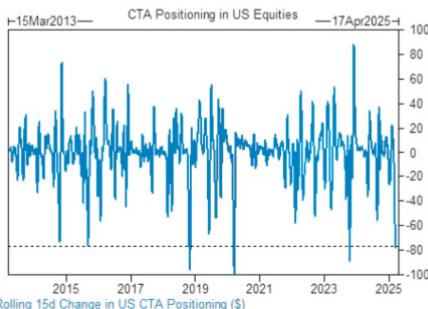 CTA Positioning in US Equities
15Mar2013 17Apr2025
100
80
60
40
20
-0
-20
-40
-60
-80
-100
2015 2017 2019 2021 2023 2025
Rolling 15d Change in US CTA Positioning ($)